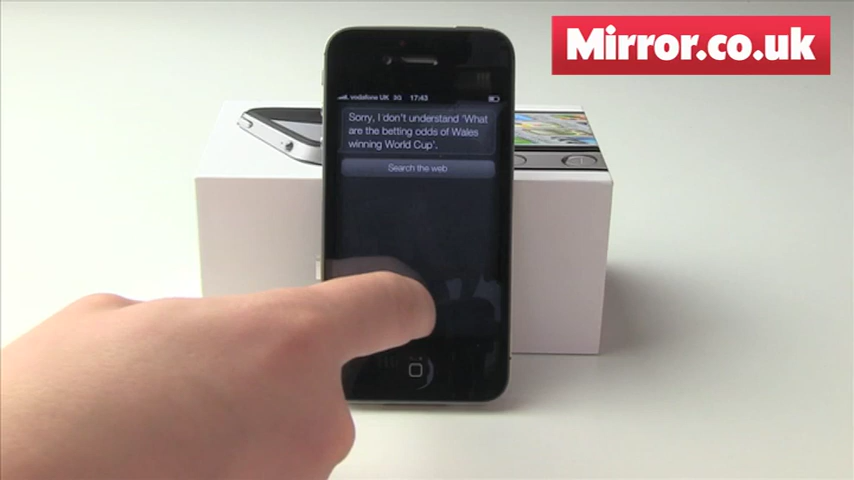 Mirror.co.uk
vodafone UK 3G 17:43
Sorry, I don't understand 'What
are the betting odds of Wales
winning World Cup'.
Search the web